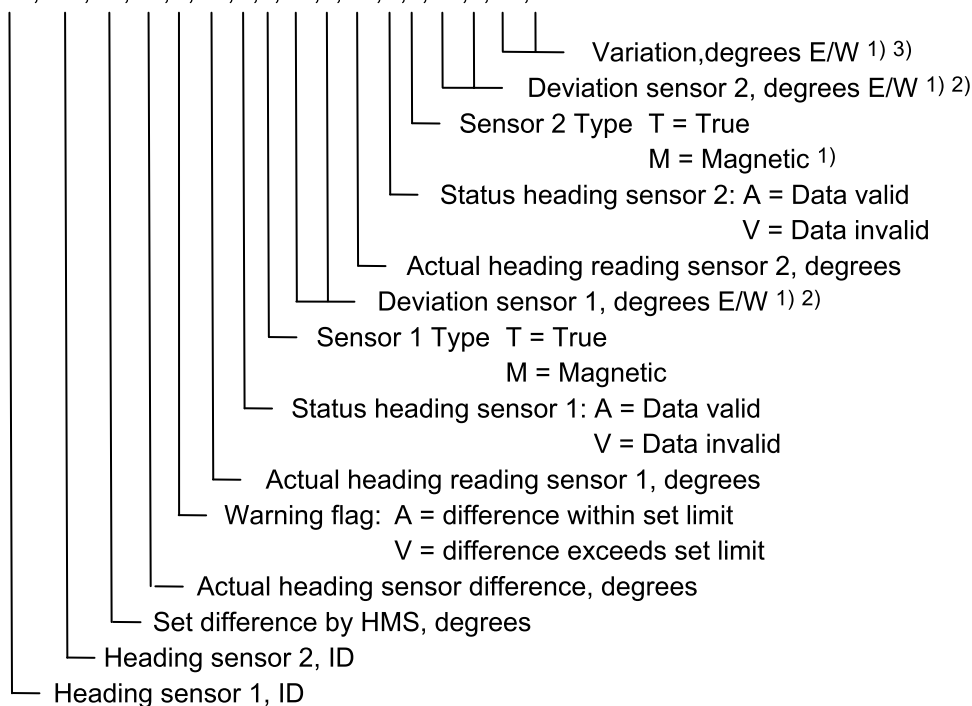 Variation,degrees E/W 1) 3)
Deviation sensor 2, degrees E/W 1) 2)
Sensor 2 Type T = True
M = Magnetic 1)
Status heading sensor 2: A = Data valid
V = Data invalid
Actual heading reading sensor 2, degrees
Deviation sensor 1, degrees E/W 1) 2)
Sensor 1 Type T = True
M = Magnetic
Status heading sensor 1: A = Data valid
V = Data invalid
Actual heading reading sensor 1, degrees
Warning flag: A = difference within set limit
V = difference exceeds set limit
Actual heading sensor difference, degrees
Set difference by HMS, degrees
Heading sensor 2, ID
Heading sensor 1, ID